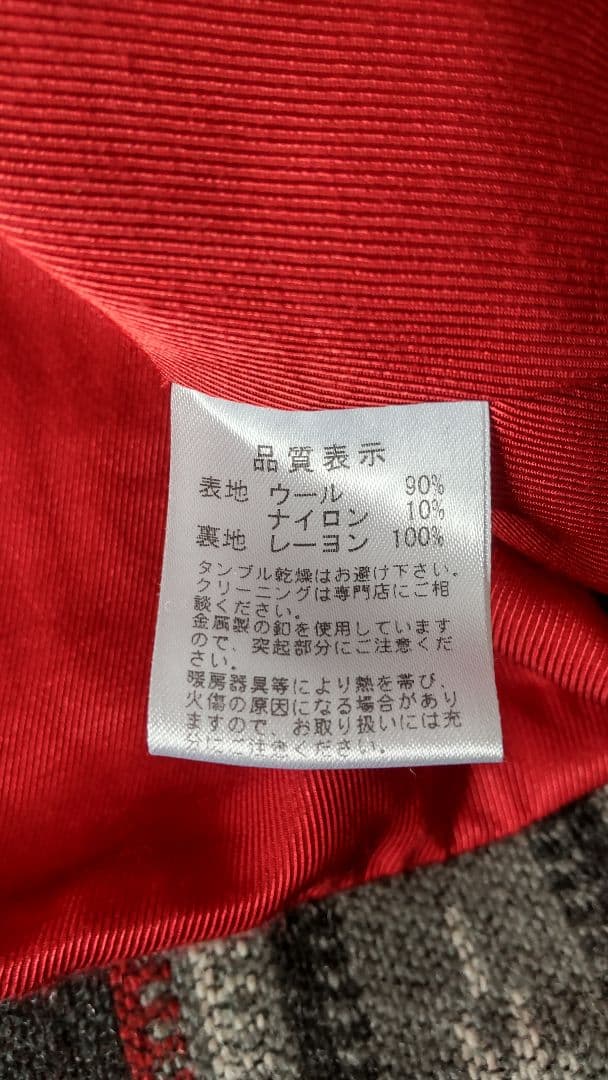 品質表示
表地 ウール 90%
ナイロン 10%
裏地 レーヨン 100%
タンブル乾燥はお避け下さい。
クリーニングは専門店にご相
談ください。
金属製の釦を使用しています
ので、突起部分にご注意くだ
さい。
暖房器具等により熱を帯び、
火傷の原因になる場合があり
ますので、お取り扱いには充
分にご注意ください。